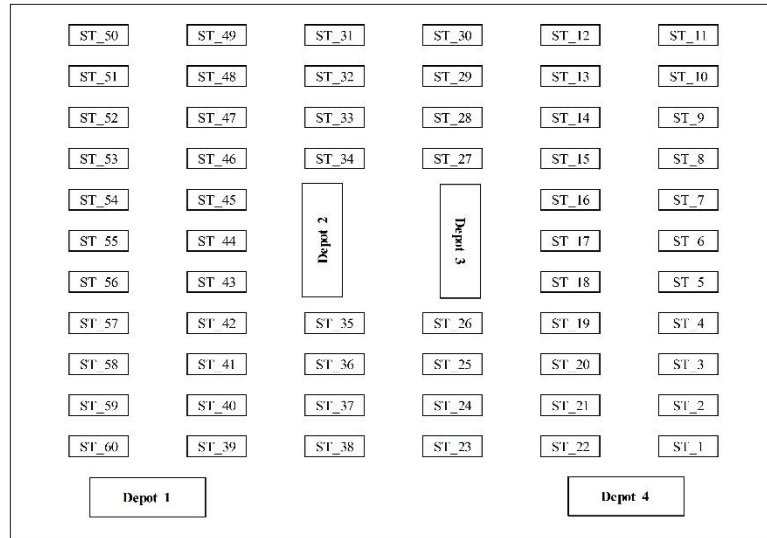 ST_50 ST_49 ST_31 ST_30 ST_12 ST_11
ST_51 ST_48 ST_32 ST_29 ST_13 ST_10
ST_52 ST_47 ST_33 ST_28 ST_14 ST_9
ST_53 ST_46 ST_34 ST_27 ST_15 ST_8
ST_54 ST_45 ST_16 ST_7
ST_55 ST_44 Depot 2 Depot 3 ST_17 ST_6
ST_56 ST_43 ST_18 ST_5
ST_57 ST_42 ST_35 ST_26 ST_19 ST_4
ST_58 ST_41 ST_36 ST_25 ST_20 ST_3
ST_59 ST_40 ST_37 ST_24 ST_21 ST_2
ST_60 ST_39 ST_38 ST_23 ST_22 ST_1
Depot 1 Depot 4